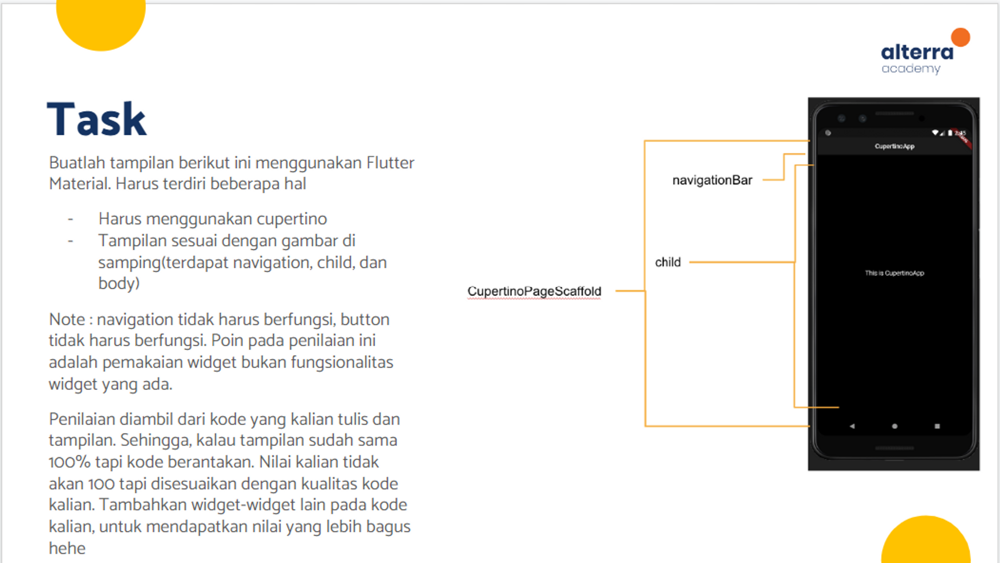 alterra
academy
Task
Buatlah tampilan berikut ini menggunakan Flutter
Material. Harus terdiri beberapa hal
- Harus menggunakan cupertino
- Tampilan sesuai dengan gambar di
samping(terdapat navigation, child, dan
body)
Note : navigation tidak harus berfungsi, button
tidak harus berfungsi. Poin pada penilaian ini
adalah pemakaian widget bukan fungsionalitas
widget yang ada.
Penilaian diambil dari kode yang kalian tulis dan
tampilan. Sehingga, kalau tampilan sudah sama
100% tapi kode berantakan. Nilai kalian tidak
akan 100 tapi disesuaikan dengan kualitas kode
kalian. Tambahkan widget-widget lain pada kode
kalian, untuk mendapatkan nilai yang lebih bagus
hehe
navigationBar
child
CupertinoPageScaffold
CupertinoApp
This is CupertinoApp